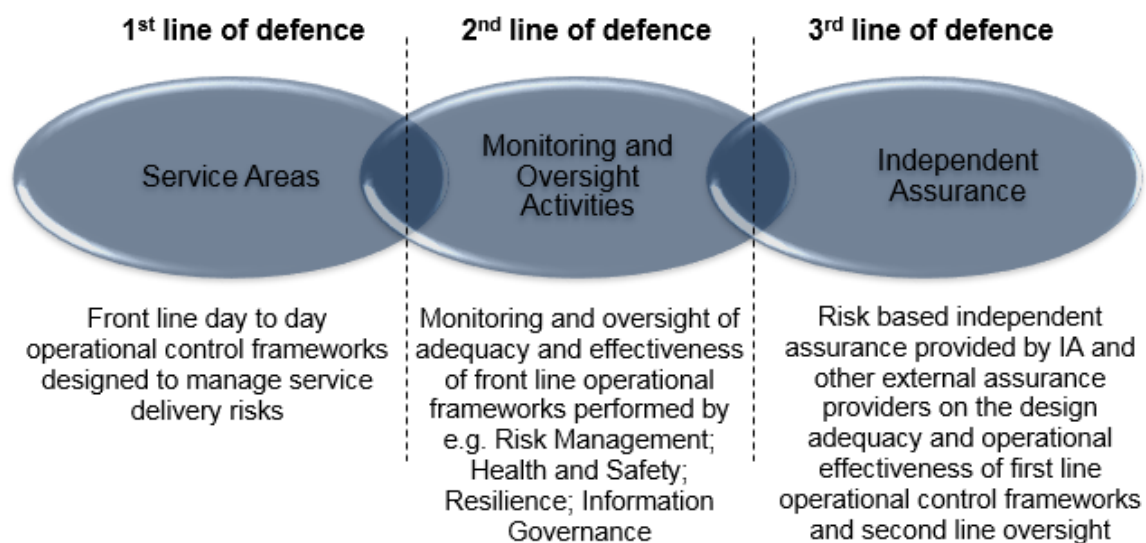 1st line of defence
2nd line of defence
3rd line of defence
Service Areas
Monitoring and
Oversight
Activities
Independent
Assurance
Front line day to day
operational control frameworks
designed to manage service
delivery risks
Monitoring and oversight of
adequacy and effectiveness
of front line operational
frameworks performed by
e.g. Risk Management;
Health and Safety;
Resilience; Information
Governance
Risk based independent
assurance provided by IA and
other external assurance
providers on the design
adequacy and operational
effectiveness of first line
operational control frameworks
and second line oversight